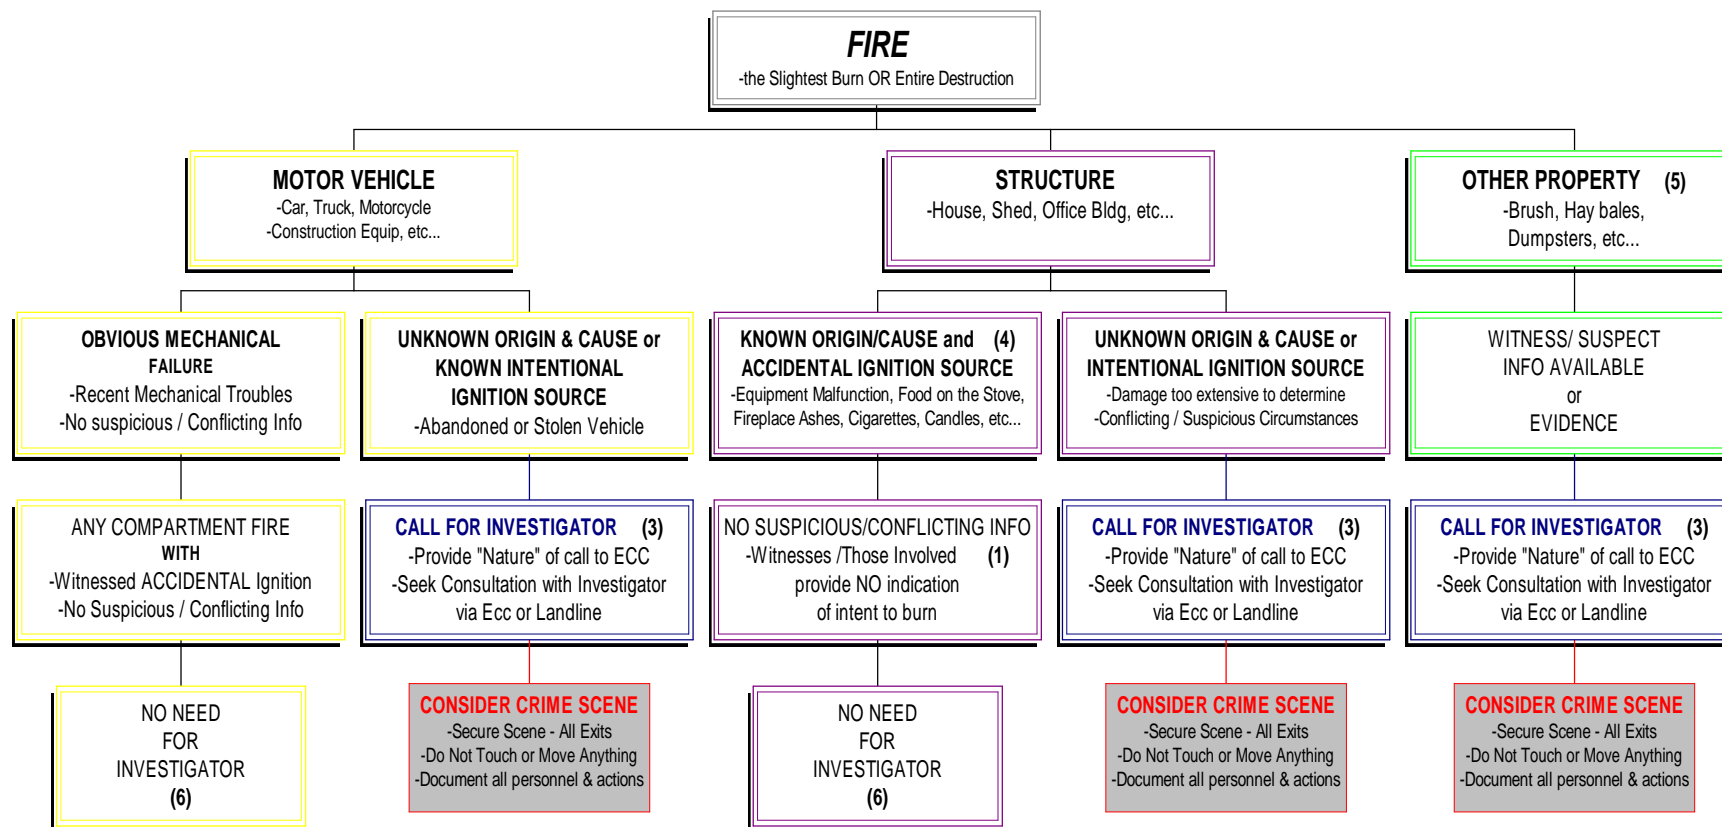 FIRE
-the Slightest Burn OR Entire Destruction
MOTOR VEHICLE
-Car, Truck, Motorcycle
-Construction Equip, etc...
STRUCTURE
-House, Shed, Office Bldg, etc...
OTHER PROPERTY (5)
-Brush, Hay bales,
Dumpsters, etc...
OBVIOUS MECHANICAL
FAILURE
-Recent Mechanical Troubles
-No suspicious / Conflicting Info
UNKNOWN ORIGIN & CAUSE or
KNOWN INTENTIONAL
IGNITION SOURCE
-Abandoned or Stolen Vehicle
KNOWN ORIGIN/CAUSE and (4)
ACCIDENTAL IGNITION SOURCE
-Equipment Malfunction, Food on the Stove,
Fireplace Ashes, Cigarettes, Candles, etc...
UNKNOWN ORIGIN & CAUSE or
INTENTIONAL IGNITION SOURCE
-Damage too extensive to determine
-Conflicting / Suspicious Circumstances
WITNESS/ SUSPECT
INFO AVAILABLE
or
EVIDENCE
ANY COMPARTMENT FIRE
WITH
-Witnessed ACCIDENTAL Ignition
-No Suspicious / Conflicting Info
CALL FOR INVESTIGATOR (3)
-Provide "Nature" of call to ECC
-Seek Consultation with Investigator
via Ecc or Landline
NO SUSPICIOUS/CONFLICTING INFO
-Witnesses /Those Involved (1)
provide NO indication
of intent to burn
CALL FOR INVESTIGATOR (3)
-Provide "Nature" of call to ECC
-Seek Consultation with Investigator
via Ecc or Landline
CALL FOR INVESTIGATOR (3)
-Provide "Nature" of call to ECC
-Seek Consultation with Investigator
via Ecc or Landline
NO NEED
FOR
INVESTIGATOR
(6)
CONSIDER CRIME SCENE
-Secure Scene - All Exits
-Do Not Touch or Move Anything
-Document all personnel & actions
NO NEED
FOR
INVESTIGATOR
(6)
CONSIDER CRIME SCENE
-Secure Scene - All Exits
-Do Not Touch or Move Anything
-Document all personnel & actions
CONSIDER CRIME SCENE
-Secure Scene - All Exits
-Do Not Touch or Move Anything
-Document all personnel & actions